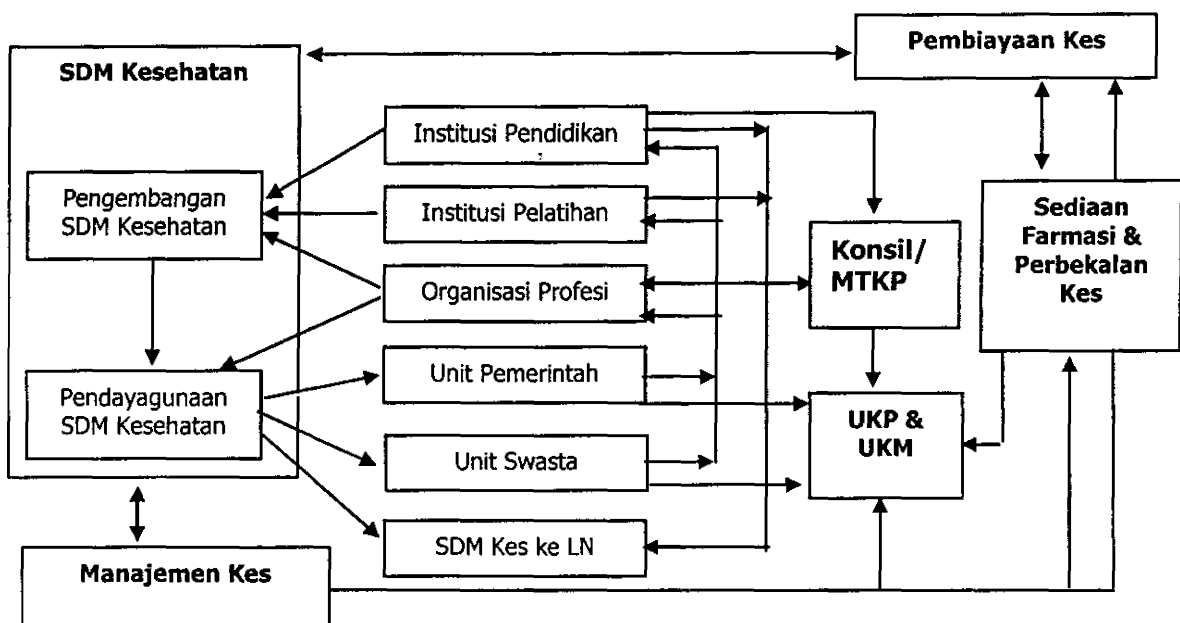 Pembiayaan Kes
SDM Kesehatan
Institusi Pendidikan
Pengembangan
SDM Kesehatan
Institusi Pelatihan
Sediaan
Farmasi &
Perbekalan
Kes
Konsil/
MTKP
Organisasi Profesi
Unit Pemerintah
Pendayagunaan
SDM Kesehatan
UKP &
UKM
Unit Swasta
SDM Kes ke LN
Manajemen Kes